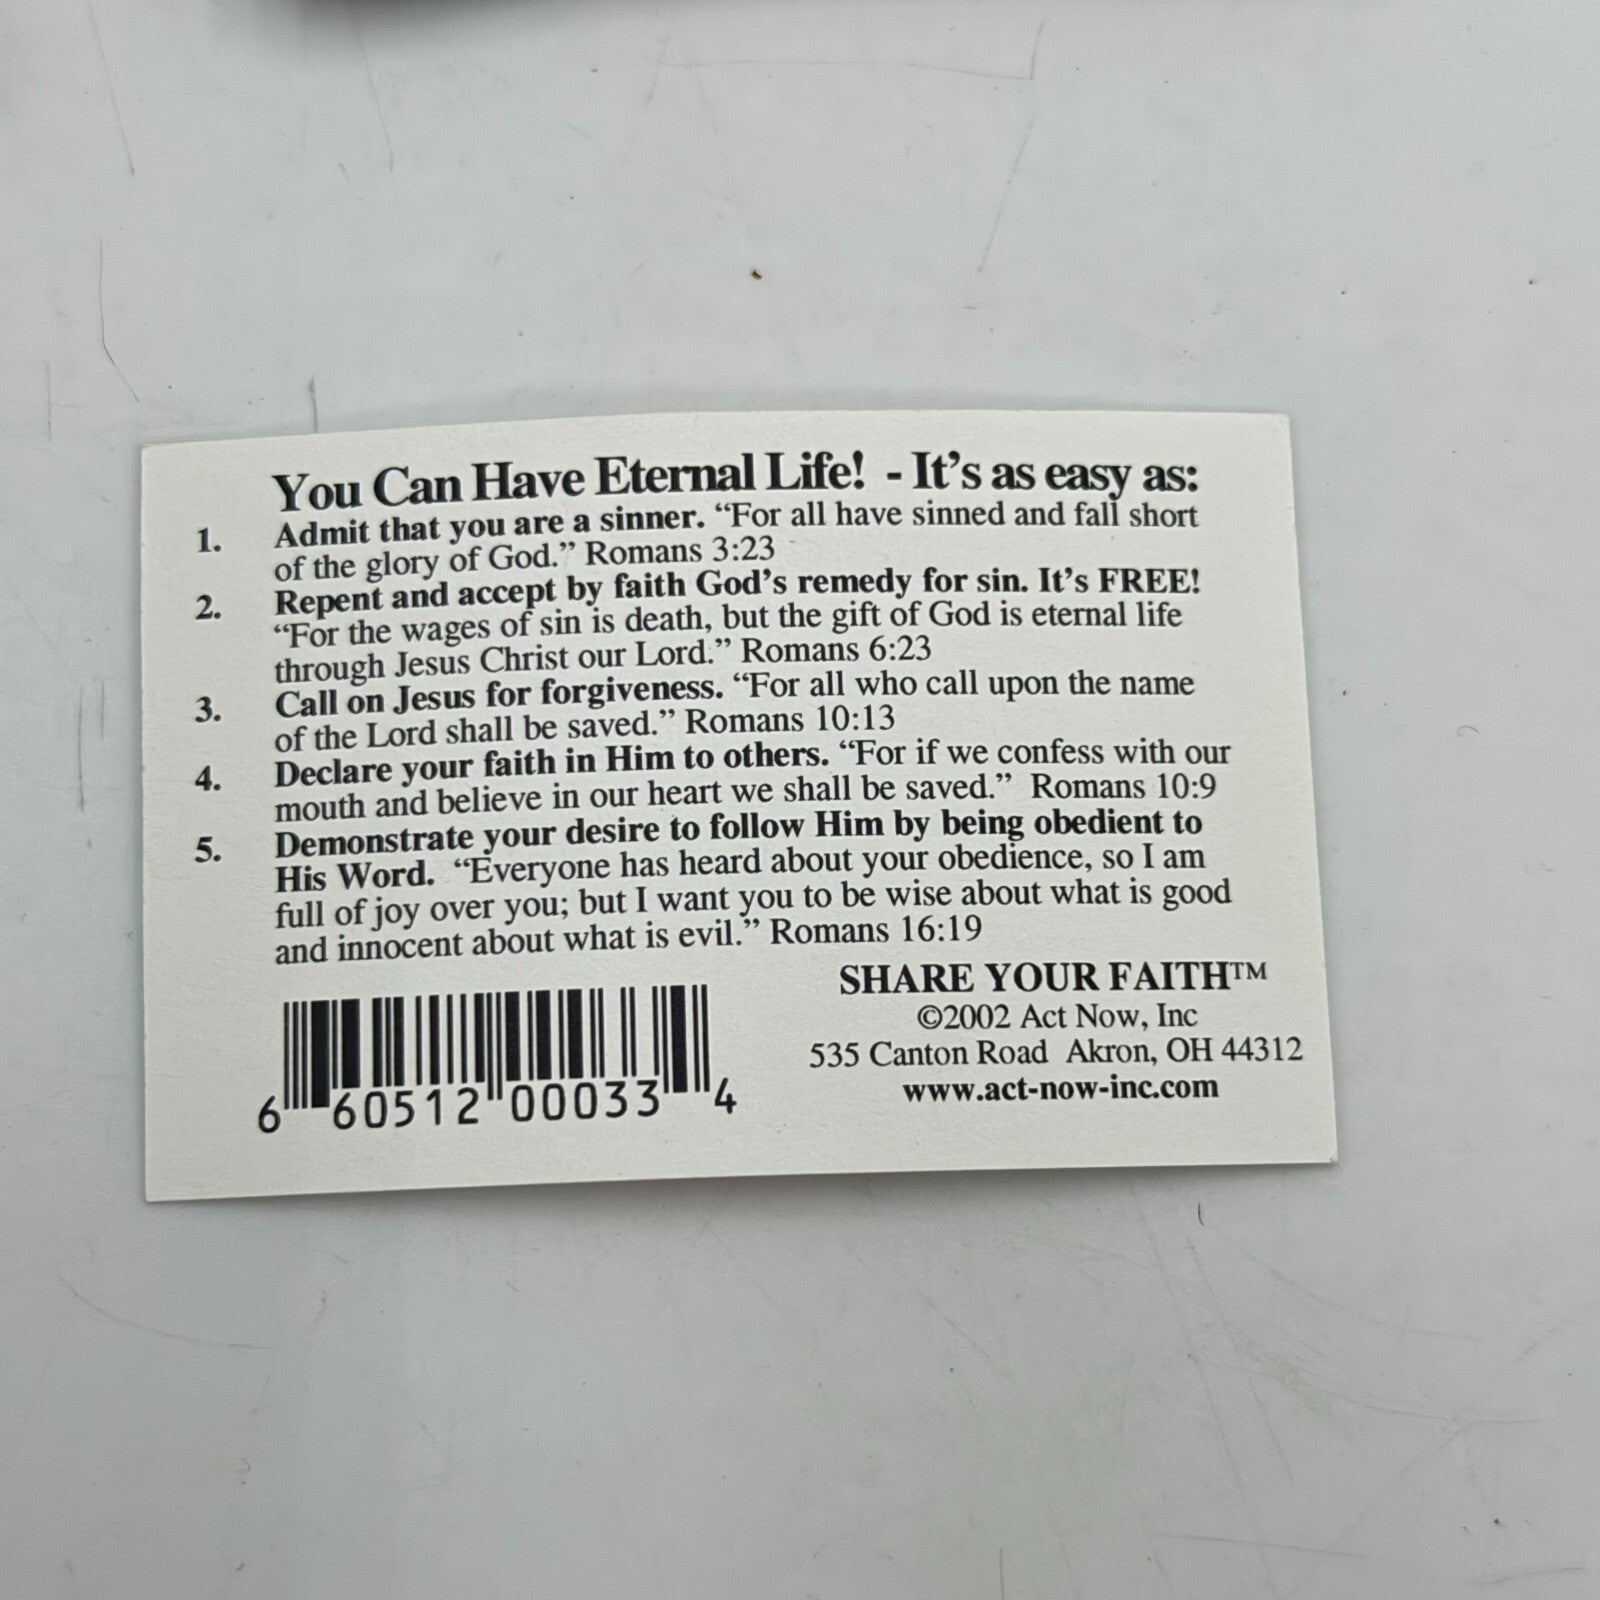 You Can Have Eternal Life! - It's as easy as:
1. Admit that you are a sinner. “For all have sinned and fall short
of the glory of God.” Romans 3:23
2. Repent and accept by faith God's remedy for sin. It's FREE!
“For the wages of sin is death, but the gift of God is eternal life
through Jesus Christ our Lord.” Romans 6:23
3. Call on Jesus for forgiveness. “For all who call upon the name
of the Lord shall be saved.” Romans 10:13
4. Declare your faith in Him to others. “For if we confess with our
mouth and believe in our heart we shall be saved.” Romans 10:9
5. Demonstrate your desire to follow Him by being obedient to
His Word. “Everyone has heard about your obedience, so I am
full of joy over you; but I want you to be wise about what is good
and innocent about what is evil.” Romans 16:19
SHARE YOUR FAITH™
©2002 Act Now, Inc
535 Canton Road Akron, OH 44312
www.act-now-inc.com
6 60512 00033 4